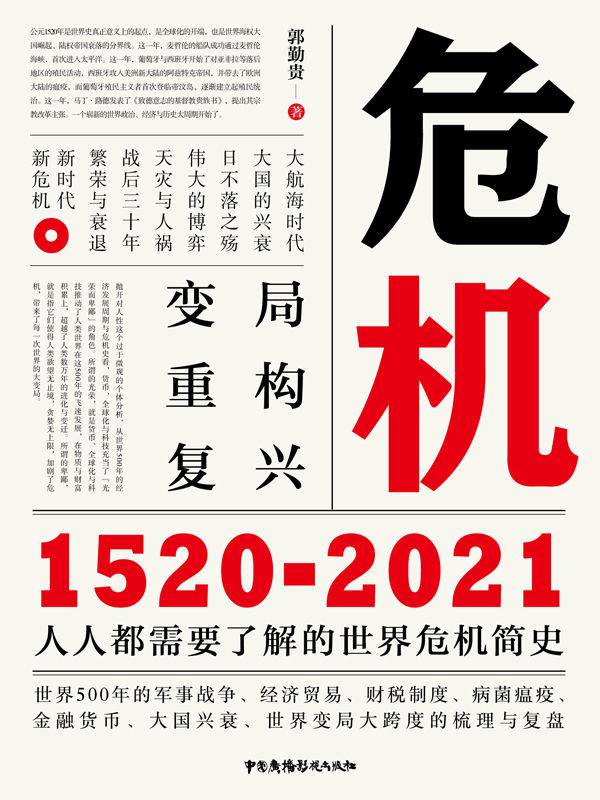 危机
郭勤贵
著
公元1520年是世界史真正意义上的起点，是全球化的开端，也是世界海权大
国崛起、陆权帝国衰落的分界线。这一年，麦哲伦的船队成功通过麦哲伦
海峡，首次进入太平洋。这一年，葡萄牙与西班牙开始了对亚非拉等落后
地区的殖民活动，西班牙攻入美洲新大陆的阿兹特克帝国，并带去了欧洲
大陆的瘟疫，而葡萄牙殖民主义者首次登临帝汶岛，逐渐建立起殖民统
治。这一年，马丁·路德发表了《致德意志的基督教贵族书》，提出其宗
教改革主张。一个崭新的世界政治、经济与历史大周期开始了。
大航海时代
大国的兴衰
日不落之殇
伟大的博弈
天灾与人祸
战后三十年
繁荣与衰退
新时代
新危机
变局
重构
复兴
抛开对人性这个过于微观的个体分析，从世界500年的经
济发展周期与危机史看，货币、全球化与科技充当了「光
荣而卑鄙」的角色。所谓的光荣，就是货币、全球化与科
技推动了人类世界在这500年的飞速发展，在物质与财富
积累上，超越了人类数万年的进化与变迁。所谓的卑鄙，
就是指它们使得人类欲望无止境，贪婪无上限，加剧了危
机，带来了每一次世界的大变局。
1520-2021
人人都需要了解的世界危机简史
世界500年的军事战争、经济贸易、财税制度、病菌瘟疫、
金融货币、大国兴衰、世界变局大跨度的梳理与复盘
中国廣播影视出版社